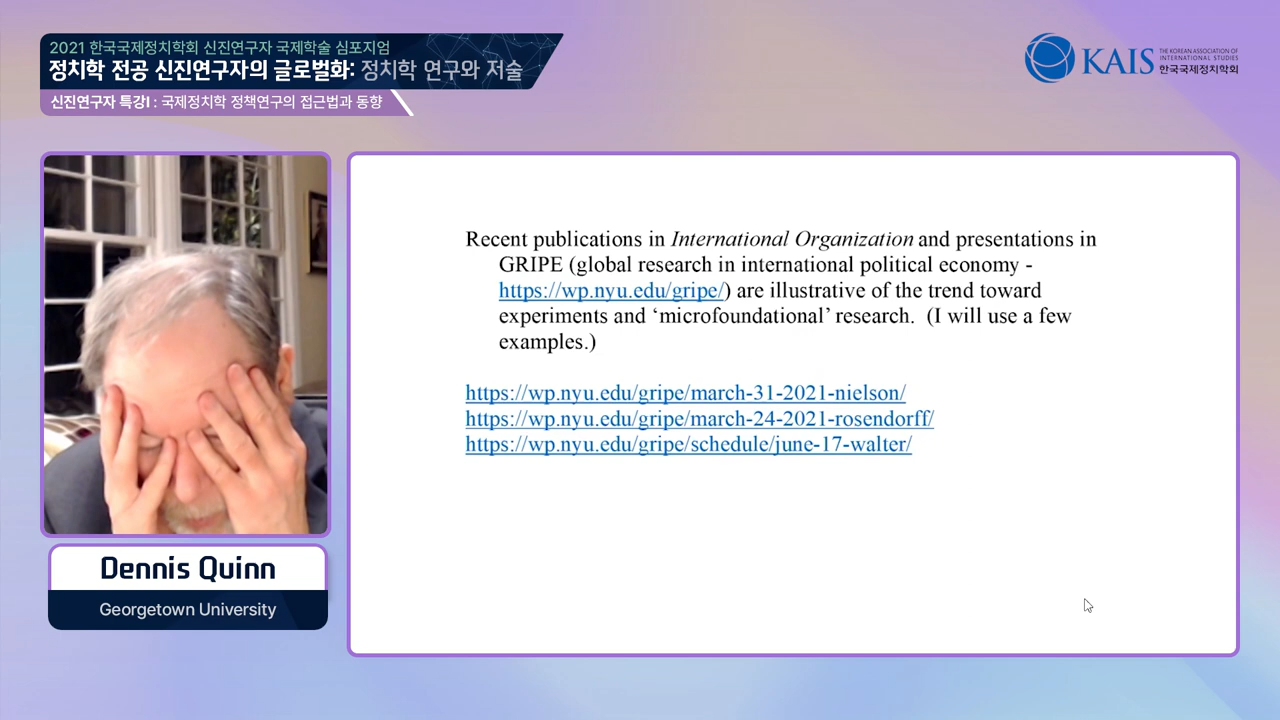 2021 한국국제정치학회 신진연구자 국제학술 심포지엄
정치학 전공 신진연구자의 글로벌화: 정치학 연구와 저술
신진연구자 특강I : 국제정치학 정책연구의 접근법과 동향
KAIS
THE KOREAN ASSOCIATION OF
INTERNATIONAL STUDIES
한국국제정치학회
Recent publications in International Organization and presentations in
GRIPE (global research in international political economy -
https://wp.nyu.edu/gripe/) are illustrative of the trend toward
experiments and ‘microfoundational’ research.  (I will use a few
examples.)
https://wp.nyu.edu/gripe/march-31-2021-nielson/
https://wp.nyu.edu/gripe/march-24-2021-rosendorff/
https://wp.nyu.edu/gripe/schedule/june-17-walter/
Dennis Quinn
Georgetown University